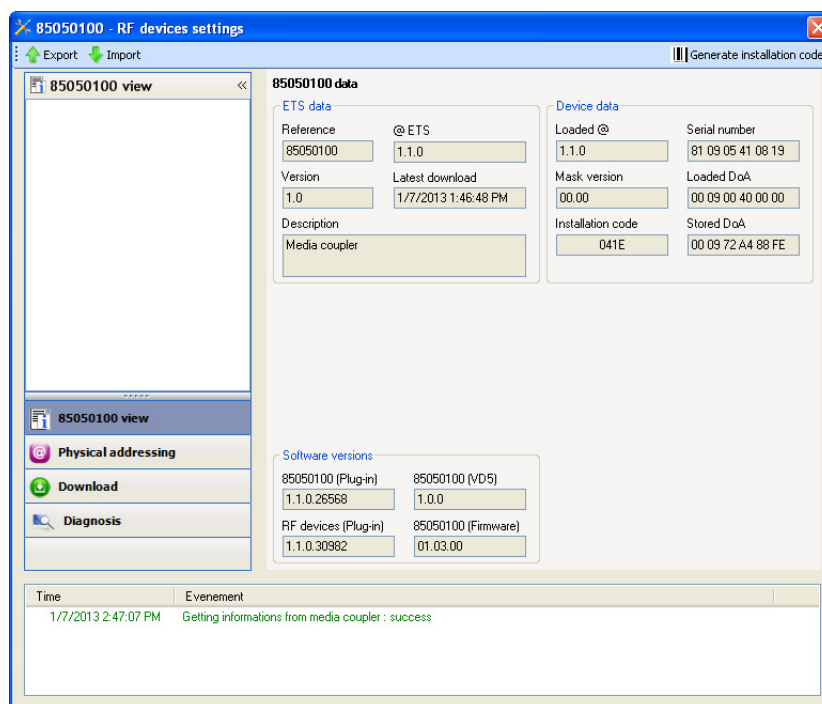 85050100 - RF devices settings
Export Import Generate installation code
85050100 view «
85050100 data
ETS data
Reference @ ETS
85050100 1.1.0
Version Latest download
1.0 1/7/2013 1:46:48 PM
Description
Media coupler
Device data
Loaded @ Serial number
1.1.0 81 09 05 41 08 19
Mask version Loaded DoA
00.00 00 09 00 40 00 00
Installation code Stored DoA
041E 00 09 72 A4 88 FE
85050100 view
Physical addressing
Download
Diagnosis
Software versions
85050100 (Plug-in) 85050100 (VD5)
1.1.0.26568 1.0.0
RF devices (Plug-in) 85050100 (Firmware)
1.1.0.30982 01.03.00
Time Evenement
1/7/2013 2:47:07 PM Getting informations from media coupler : success